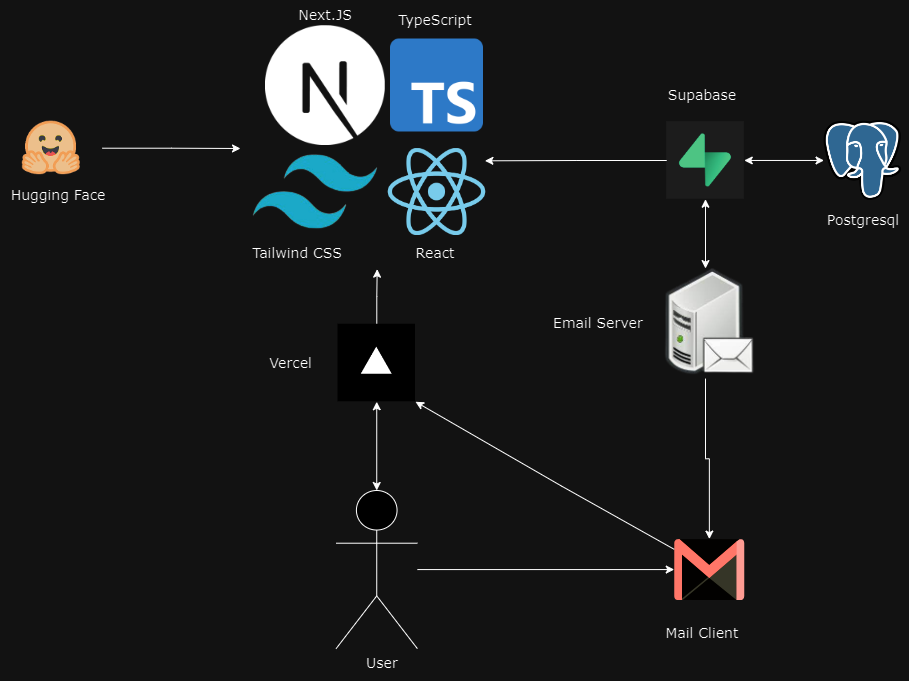 Next.JS
TypeScript
TS
Supabase
Hugging Face
Postgresql
Tailwind CSS
React
Email Server
Vercel
Mail Client
User